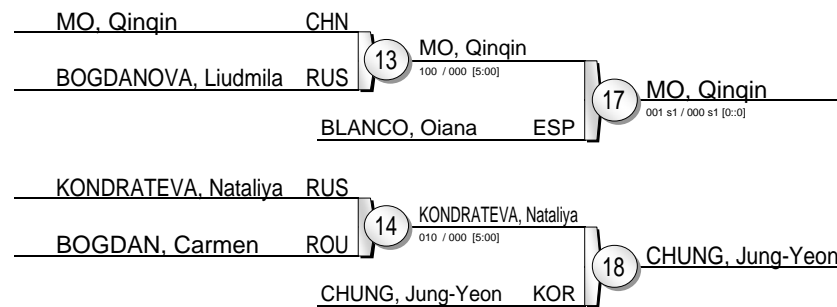 MO, Qinqin CHN
13 MO, Qinqin
100 / 000 [5:00]
BOGDANOVA, Liudmila RUS
17 MO, Qinqin
001 s1 / 000 s1 [0::0]
BLANCO, Oiana ESP
KONDRATEVA, Nataliya RUS
14 KONDRATEVA, Nataliya
010 / 000 [5:00]
BOGDAN, Carmen ROU
18 CHUNG, Jung-Yeon
CHUNG, Jung-Yeon KOR